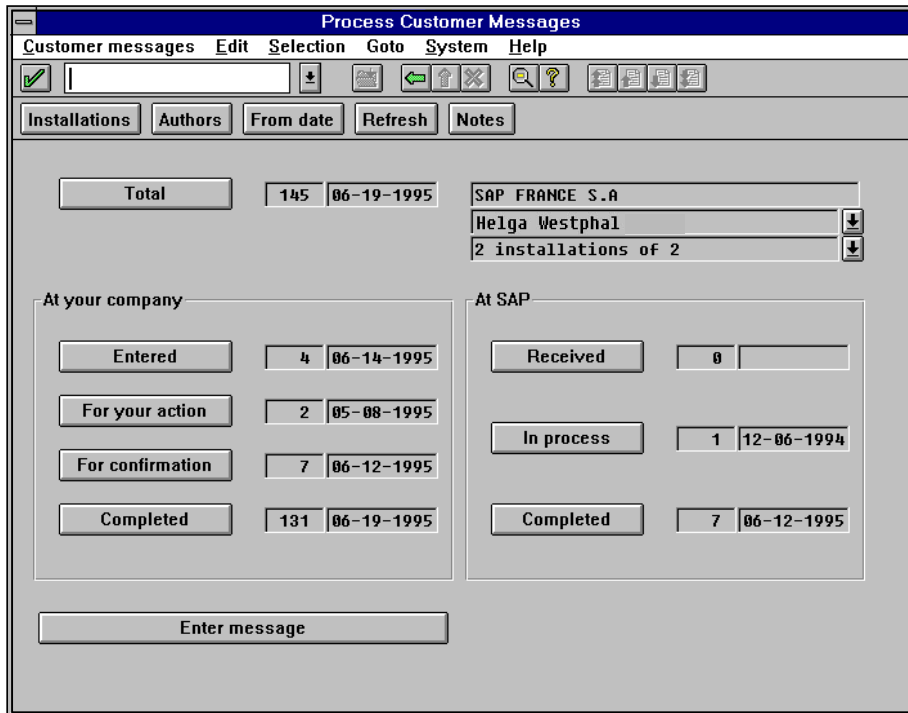 Process Customer Messages
Customer messages Edit Selection Goto System Help
Installations Authors From date Refresh Notes
Total 145 06-19-1995 SAP FRANCE S.A
Helga Westphal
2 installations of 2
At your company At SAP
Entered 4 06-14-1995 Received 0
For your action 2 05-08-1995
In process 1 12-06-1994
For confirmation 7 06-12-1995
Completed 131 06-19-1995 Completed 7 06-12-1995
Enter message